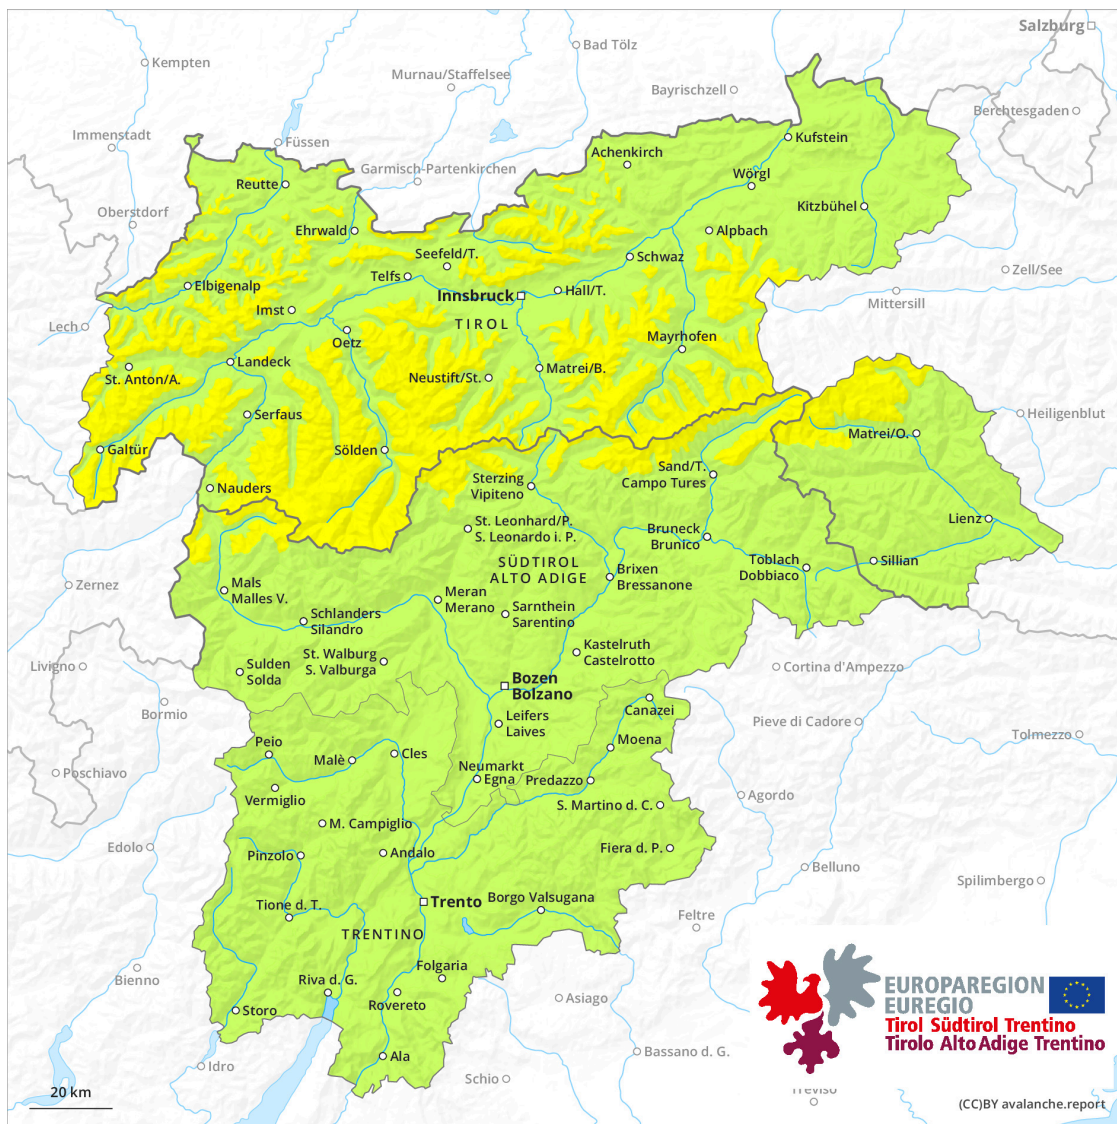 Salzburg
Bad Tölz
Kempten
Murnau/Staffelsee
Bayrischzell
Berchtesgaden
Immenstadt
Füssen
Kufstein
Achenkirch
Garmisch-Partenkirchen
Wörgl
Reutte
Kitzbühel
Oberstdorf
Ehrwald
Alpbach
Seefeld/T.
Schwaz
Zell/See
Telfs
Elbigenalp
Innsbruck
Hall/T.
Mittersill
Imst
TIROL
Lech
Oetz
Mayrhofen
Landeck
Matrei/B.
St. Anton/A.
Neustift/St.
Serfaus
Heiligenblut
Matrei/O.
Galtür
Sölden
Sand/T.
Campo Tures
Sterzing
Vipiteno
Nauders
Lienz
St. Leonhard/P.
S. Leonardo i. P.
Bruneck
Brunico
SÜDTIROL
ALTO ADIGE
Toblach
Dobbiaco
Sillian
Brixen
Bressanone
Zernez
Mals
Malles V.
Meran
Merano
Schlanders
Silandro
Sarnthein
Sarentino
Kastelruth
Castelrotto
St. Walburg
S. Valburga
Livigno
Sulden
Solda
Cortina d'Ampezzo
Bozen
Bolzano
Bormio
Canazei
Leifers
Laives
Pieve di Cadore
Tolmezzo
Peio
Moena
Cles
Malè
Poschiavo
Neumarkt
Egna
Predazzo
Vermiglio
Agordo
S. Martino d. C.
M. Campiglio
Edolo
Pinzolo
Andalo
Fiera d. P.
Belluno
Spilimbergo
Trento
Borgo Valsugana
Tione d. T.
Feltre
TRENTINO
Folgaria
Bienno
Riva d. G.
Rovereto
Asiago
Storo
EUROPAREGION
EUREGIO
Tirol Südtirol Trentino
Tirolo Alto Adige Trentino
Ala
Bassano d. G.
Idro
Schio
Treviso
20 km
(CC)BY avalanche.report